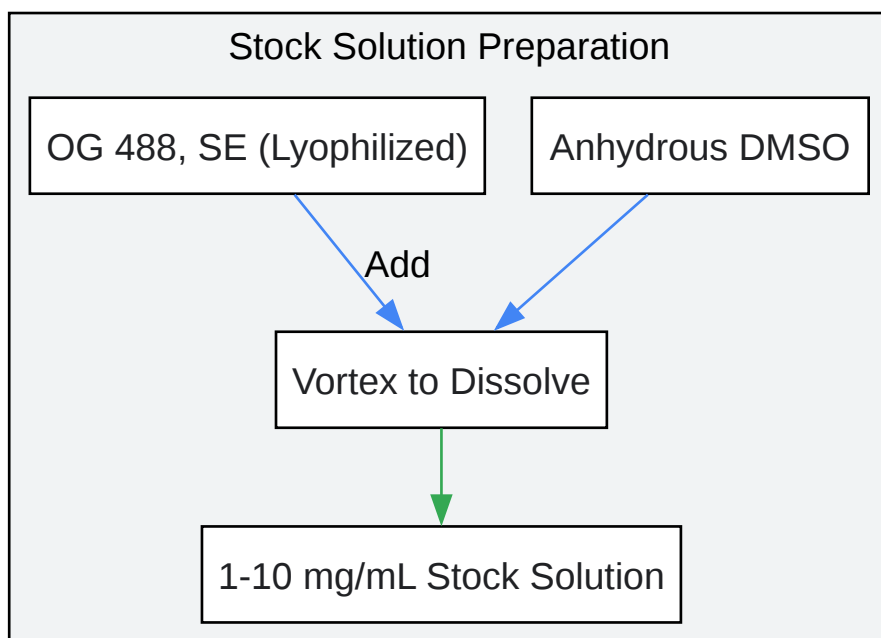 Stock Solution Preparation
OG 488, SE (Lyophilized)
Anhydrous DMSO
Add
Vortex to Dissolve
1-10 mg/mL Stock Solution